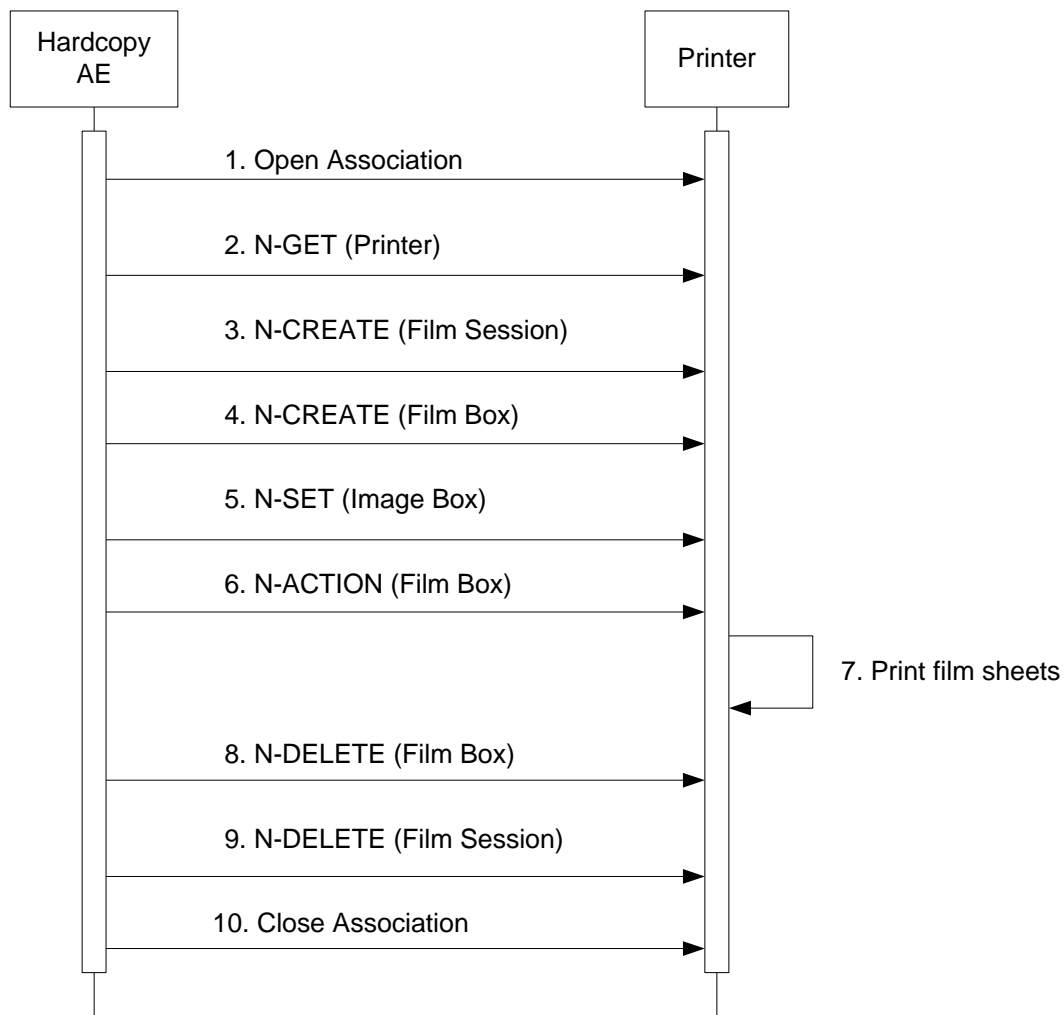 Hardcopy
AE
Printer
1. Open Association
2. N-GET (Printer)
3. N-CREATE (Film Session)
4. N-CREATE (Film Box)
5. N-SET (Image Box)
6. N-ACTION (Film Box)
7. Print film sheets
8. N-DELETE (Film Box)
9. N-DELETE (Film Session)
10. Close Association